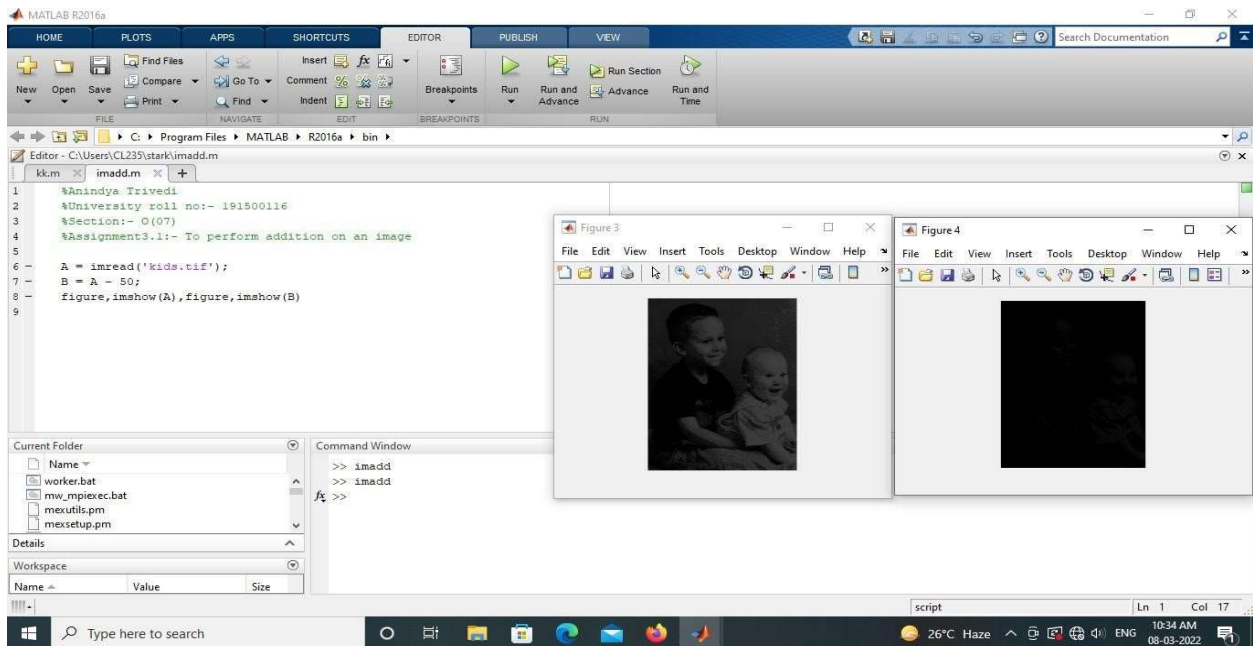 MATLAB R2016a
HOME PLOTS APPS SHORTCUTS EDITOR PUBLISH VIEW Search Documentation
New Open Save Find Files Compare Print Go To Find Insert fx Comment Indent Breakpoints Run Run and Advance Run Section Advance Run and Time
FILE NAVIGATE EDIT BREAKPOINTS RUN
C: Program Files MATLAB R2016a bin
Editor - C:\Users\CL235\stark\imadd.m
kk.m imadd.m
1 %Anindya Trivedi
2 %University roll no:- 191500116
3 %Section:- O(07)
4 %Assignment3.1:- To perform addition on an image
5
6 - A = imread('kids.tif');
7 - B = A - 50;
8 - figure,imshow(A),figure,imshow(B)
9
Figure 3
File Edit View Insert Tools Desktop Window Help
Figure 4
File Edit View Insert Tools Desktop Window Help
Current Folder
Name
worker.bat
mw_mpiexec.bat
mexutils.pm
mexsetup.pm
Details
Workspace
Name Value Size
Command Window
>> imadd
>> imadd
fx >>
script Ln 1 Col 17
Type here to search
26°C Haze ENG 10:34 AM
08-03-2022